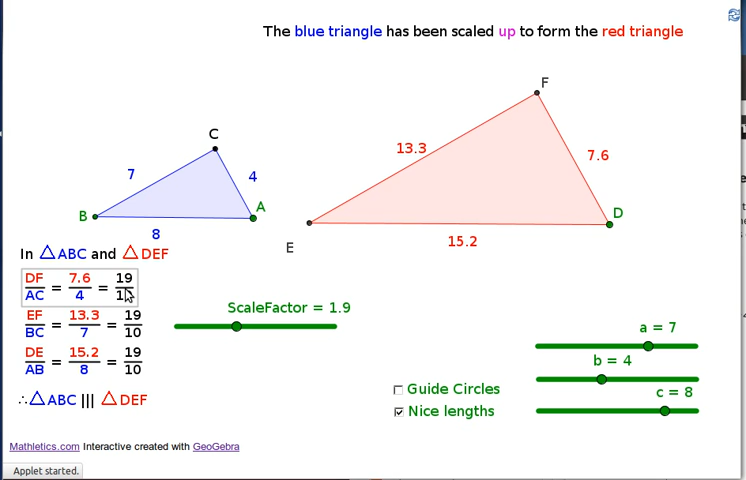 The blue triangle has been scaled up to form the red triangle
F
C
13.3
7.6
7
4
B
A
D
8
E
15.2
In △ABC and △DEF
DF/AC = 7.6/4 = 19/1
ScaleFactor = 1.9
EF/BC = 13.3/7 = 19/10
a = 7
DE/AB = 15.2/8 = 19/10
b = 4
Guide Circles
c = 8
∴△ABC ||| △DEF
Nice lengths
Mathletics.com Interactive created with GeoGebra
Applet started.